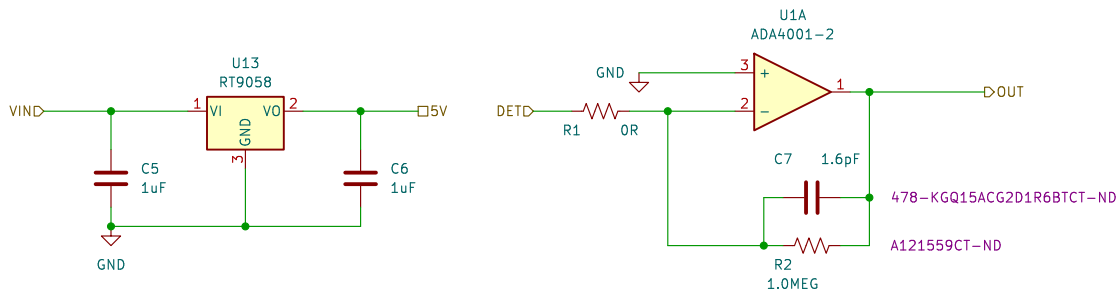 U13
RT9058
VIN
1
VI
VO
2
5V
GND
3
C5
1uF
C6
1uF
GND
U1A
ADA4001-2
GND
3
+
1
OUT
DET
2
-
R1
0R
C7
1.6pF
478-KGQ15ACG2D1R6BTCT-ND
A121559CT-ND
R2
1.0MEG